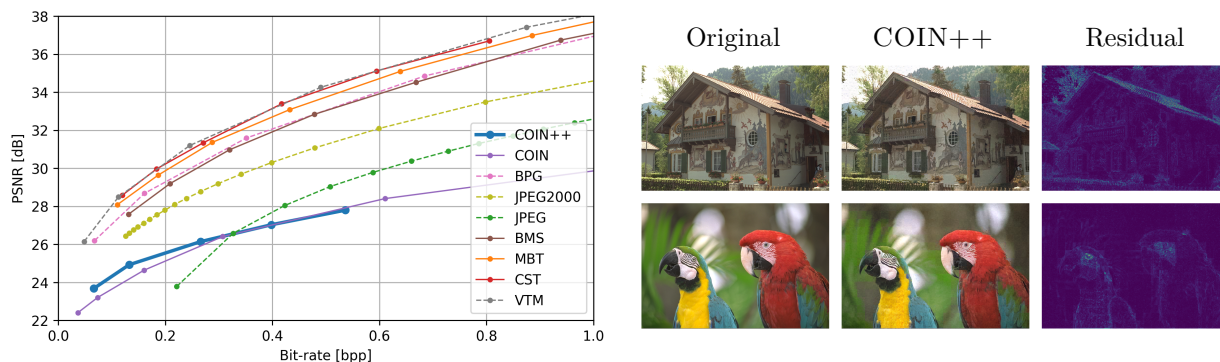 38
36
34
32
30
28
26
24
22
PSNR [dB]
0.0 0.2 0.4 0.6 0.8 1.0
Bit-rate [bpp]
COIN++
COIN
BPG
JPEG2000
JPEG
BMS
MBT
CST
VTM
Original COIN++ Residual